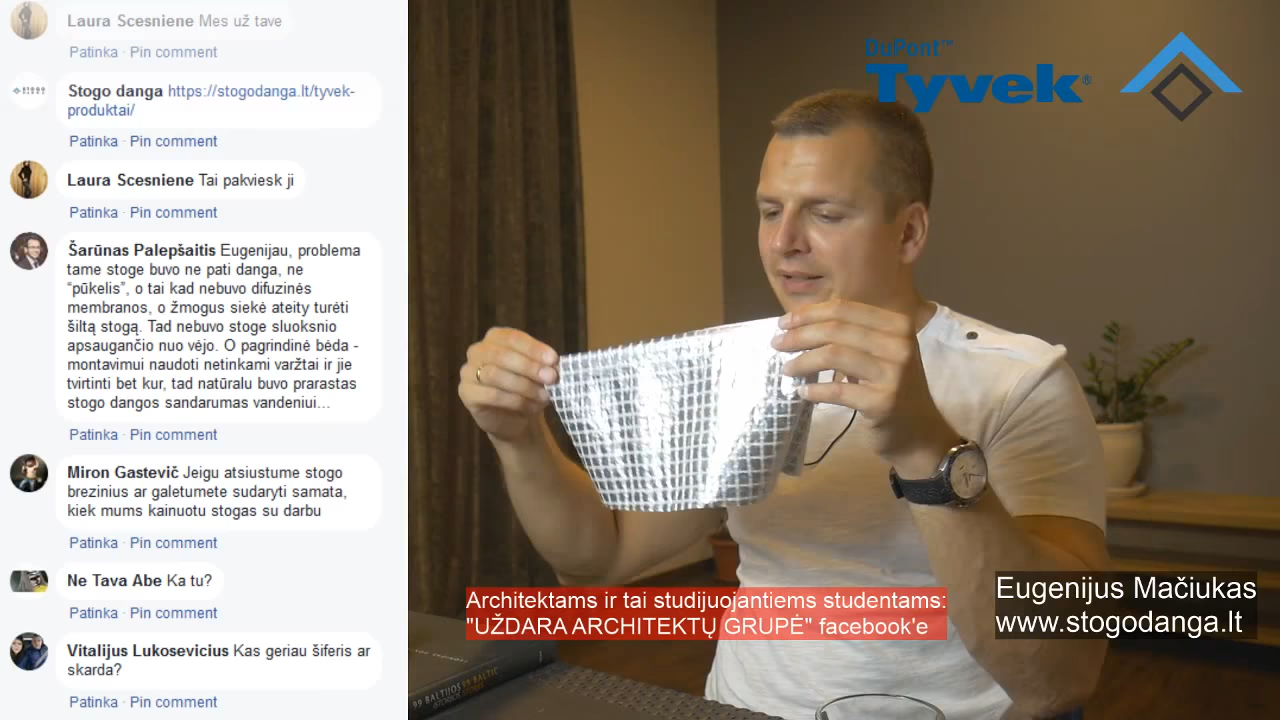 Laura Scesniene Mes už tave
Patinka · Pin comment
Stogo danga https://stogodanga.lt/tyvek-
produktai/
Patinka · Pin comment
Laura Scesniene Tai pakviesk ji
Patinka · Pin comment
Šarūnas Palepšaitis Eugenijau, problema
tame stoge buvo ne pati danga, ne
“pūkelis”, o tai kad nebuvo difuzinės
membranos, o žmogus siekė ateity turėti
šiltą stogą. Tad nebuvo stoge sluoksnio
apsaugančio nuo vėjo. O pagrindinė bėda -
montavimui naudoti netinkami varžtai ir jie
tvirtinti bet kur, tad natūralu buvo prarastas
stogo dangos sandarumas vandeniui...
Patinka · Pin comment
Miron Gastevič Jeigu atsiustume stogo
brezinius ar galetumete sudaryti samata,
kiek mums kainuotu stogas su darbu
Patinka · Pin comment
Ne Tava Abe Ka tu?
Patinka · Pin comment
Vitalijus Lukosevicius Kas geriau šiferis ar
skarda?
Patinka · Pin comment
DuPont™
Tyvek®
Architektams ir tai studijuojantiems studentams:
"UŽDARA ARCHITEKTŲ GRUPĖ" facebook'e
Eugenijus Mačiukas
www.stogodanga.lt
99 BALTIJOS 99 BALTIC